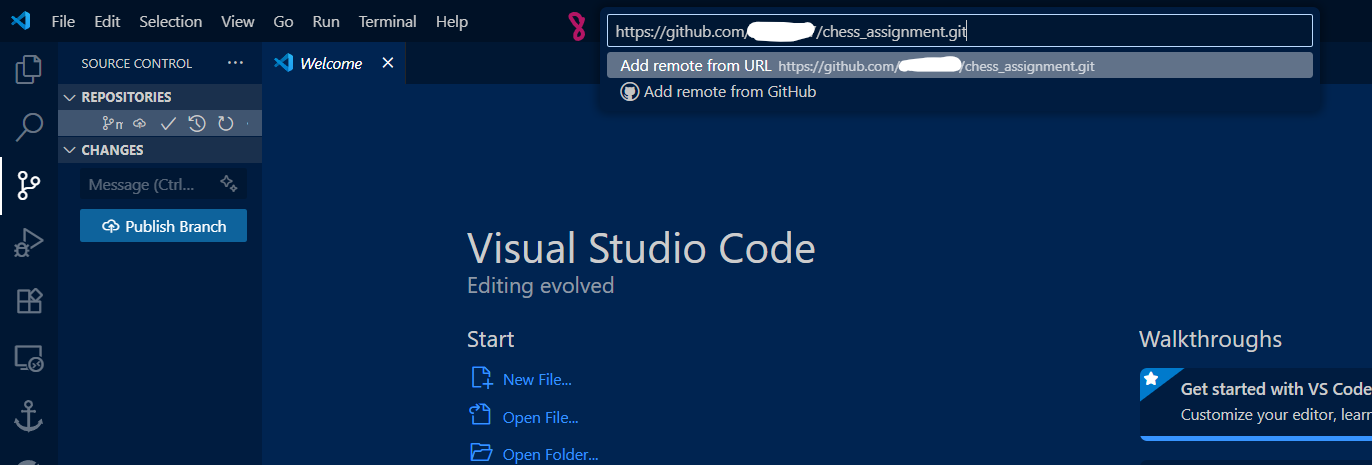 File Edit Selection View Go Run Terminal Help
https://github.com/ /chess_assignment.git
Add remote from URL https://github.com/ /chess_assignment.git
Add remote from GitHub
SOURCE CONTROL ...
Welcome
REPOSITORIES
CHANGES
Message (Ctrl...
Publish Branch
Visual Studio Code
Editing evolved
Start
New File...
Open File...
Open Folder...
Walkthroughs
Get started with VS Code
Customize your editor, learn